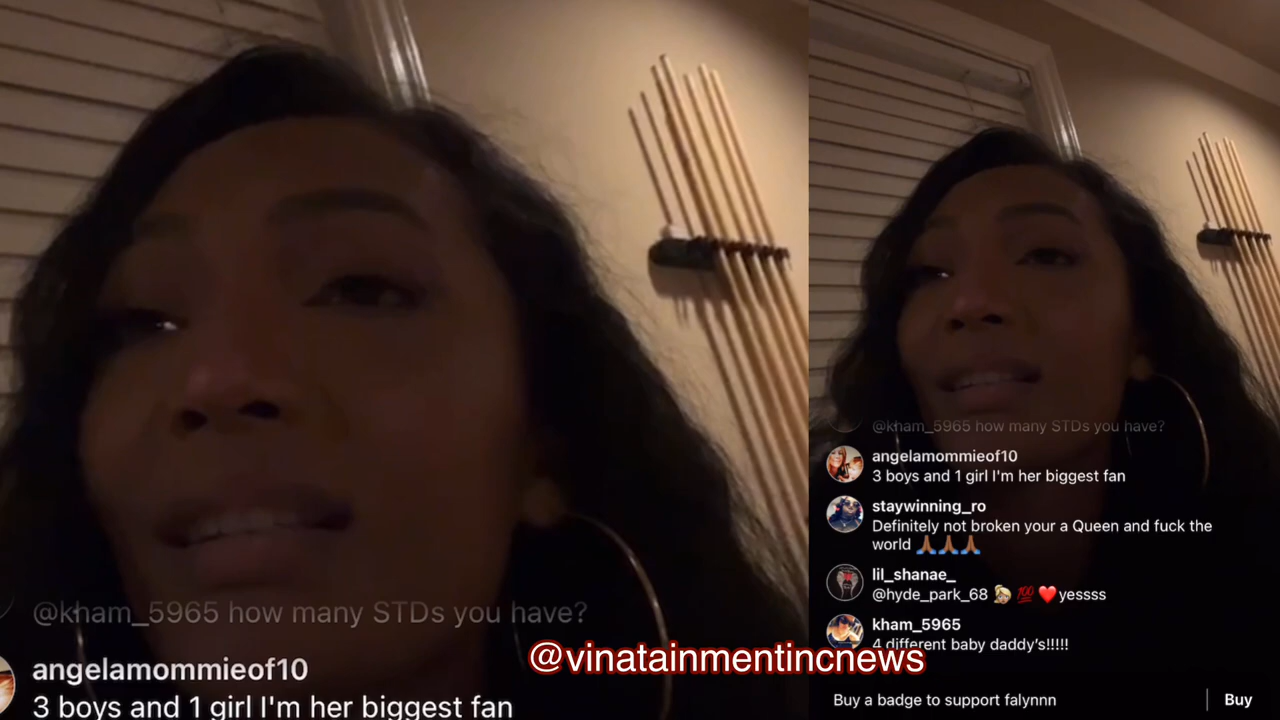 @kham_5965 how many STDs you have?
angelamommieof10
3 boys and 1 girl I'm her biggest fan
@vinatainmentincnews
@kham_5965 how many STDs you have?
angelamommieof10
3 boys and 1 girl I'm her biggest fan
staywinning_ro
Definitely not broken your a Queen and fuck the
world 🙏🏾🙏🏾🙏🏾
lil_shanae_
@hyde_park_68 💁🏼‍♀️ 💯 ❤️yessss
kham_5965
4 different baby daddy's!!!!!
Buy a badge to support falynnn
Buy